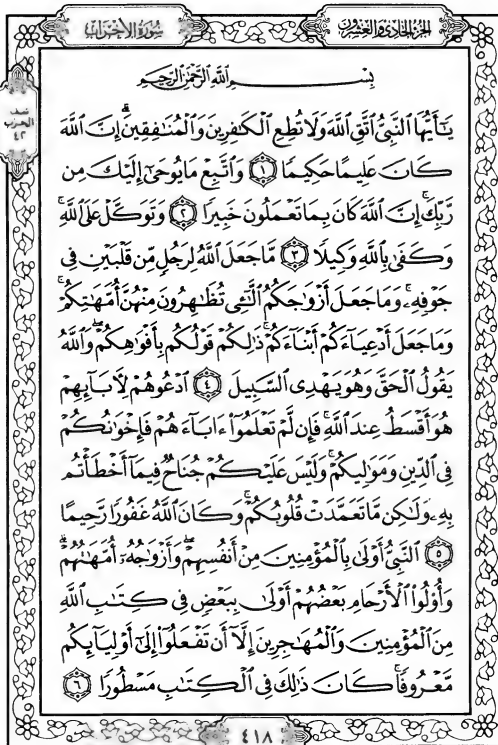 الجزء الحادي والعشرون
سورة الأحزاب
نصف
الحزب
٤٢
بِسْمِ ٱللَّهِ ٱلرَّحْمَٰنِ ٱلرَّحِيمِ
يَٰٓأَيُّهَا ٱلنَّبِىُّ ٱتَّقِ ٱللَّهَ وَلَا تُطِعِ ٱلْكَٰفِرِينَ وَٱلْمُنَٰفِقِينَۗ إِنَّ ٱللَّهَ
كَانَ عَلِيمًا حَكِيمًا ١ وَٱتَّبِعْ مَا يُوحَىٰٓ إِلَيْكَ مِن
رَّبِّكَۚ إِنَّ ٱللَّهَ كَانَ بِمَا تَعْمَلُونَ خَبِيرًا ٢ وَتَوَكَّلْ عَلَى ٱللَّهِۚ
وَكَفَىٰ بِٱللَّهِ وَكِيلًا ٣ مَّا جَعَلَ ٱللَّهُ لِرَجُلٍ مِّن قَلْبَيْنِ فِى
جَوْفِهِۦۚ وَمَا جَعَلَ أَزْوَٰجَكُمُ ٱلَّٰٓـِٔى تُظَٰهِرُونَ مِنْهُنَّ أُمَّهَٰتِكُمْۚ
وَمَا جَعَلَ أَدْعِيَآءَكُمْ أَبْنَآءَكُمْۚ ذَٰلِكُمْ قَوْلُكُم بِأَفْوَٰهِكُمْۖ وَٱللَّهُ
يَقُولُ ٱلْحَقَّ وَهُوَ يَهْدِى ٱلسَّبِيلَ ٤ ٱدْعُوهُمْ لِءَابَآئِهِمْ
هُوَ أَقْسَطُ عِندَ ٱللَّهِۚ فَإِن لَّمْ تَعْلَمُوٓا۟ ءَابَآءَهُمْ فَإِخْوَٰنُكُمْ
فِى ٱلدِّينِ وَمَوَٰلِيكُمْۚ وَلَيْسَ عَلَيْكُمْ جُنَاحٌ فِيمَآ أَخْطَأْتُم
بِهِۦ وَلَٰكِن مَّا تَعَمَّدَتْ قُلُوبُكُمْۚ وَكَانَ ٱللَّهُ غَفُورًا رَّحِيمًا
٥ ٱلنَّبِىُّ أَوْلَىٰ بِٱلْمُؤْمِنِينَ مِنْ أَنفُسِهِمْۖ وَأَزْوَٰجُهُۥٓ أُمَّهَٰتُهُمْۗ
وَأُو۟لُوا۟ ٱلْأَرْحَامِ بَعْضُهُمْ أَوْلَىٰ بِبَعْضٍ فِى كِتَٰبِ ٱللَّهِ
مِنَ ٱلْمُؤْمِنِينَ وَٱلْمُهَٰجِرِينَ إِلَّآ أَن تَفْعَلُوٓا۟ إِلَىٰٓ أَوْلِيَآئِكُم
مَّعْرُوفًاۚ كَانَ ذَٰلِكَ فِى ٱلْكِتَٰبِ مَسْطُورًا ٦
٤١٨